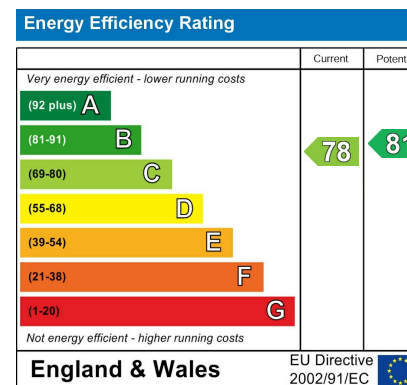 Energy Efficiency Rating
Current Potent
Very energy efficient - lower running costs
(92 plus) A
(81-91) B
(69-80) C
(55-68) D
(39-54) E
(21-38) F
(1-20) G
78
81
Not energy efficient - higher running costs
England & Wales
EU Directive
2002/91/EC